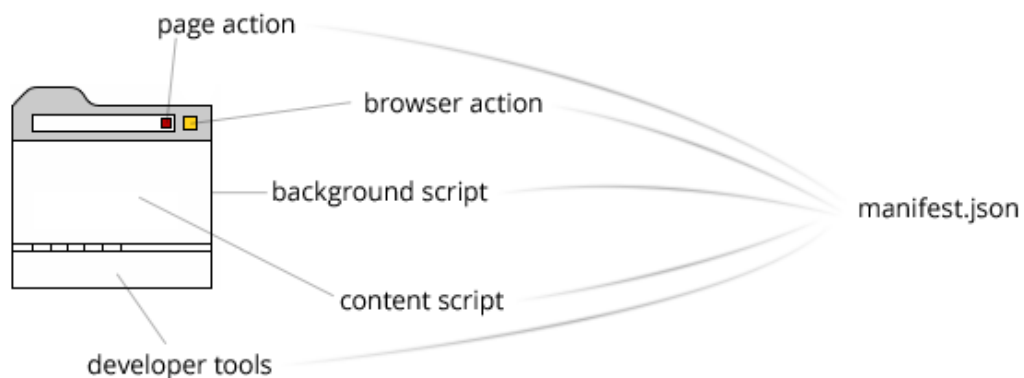 page action
browser action
background script
manifest.json
content script
developer tools